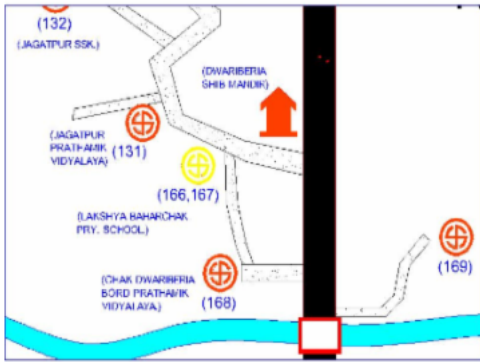 (132)
(JAGATPUR SSK.)
(DWARIBERIA
SHIB MANDIR)
(JAGATPUR
PRATHAMIK
VIDYALAYA)
(131)
(166,167)
(LAKSHYA BAHARCHAK
PRY. SCHOOL.)
(169)
(CHAK DWARIBERIA
BORD PRATHAMIK
VIDYALAYA)
(168)